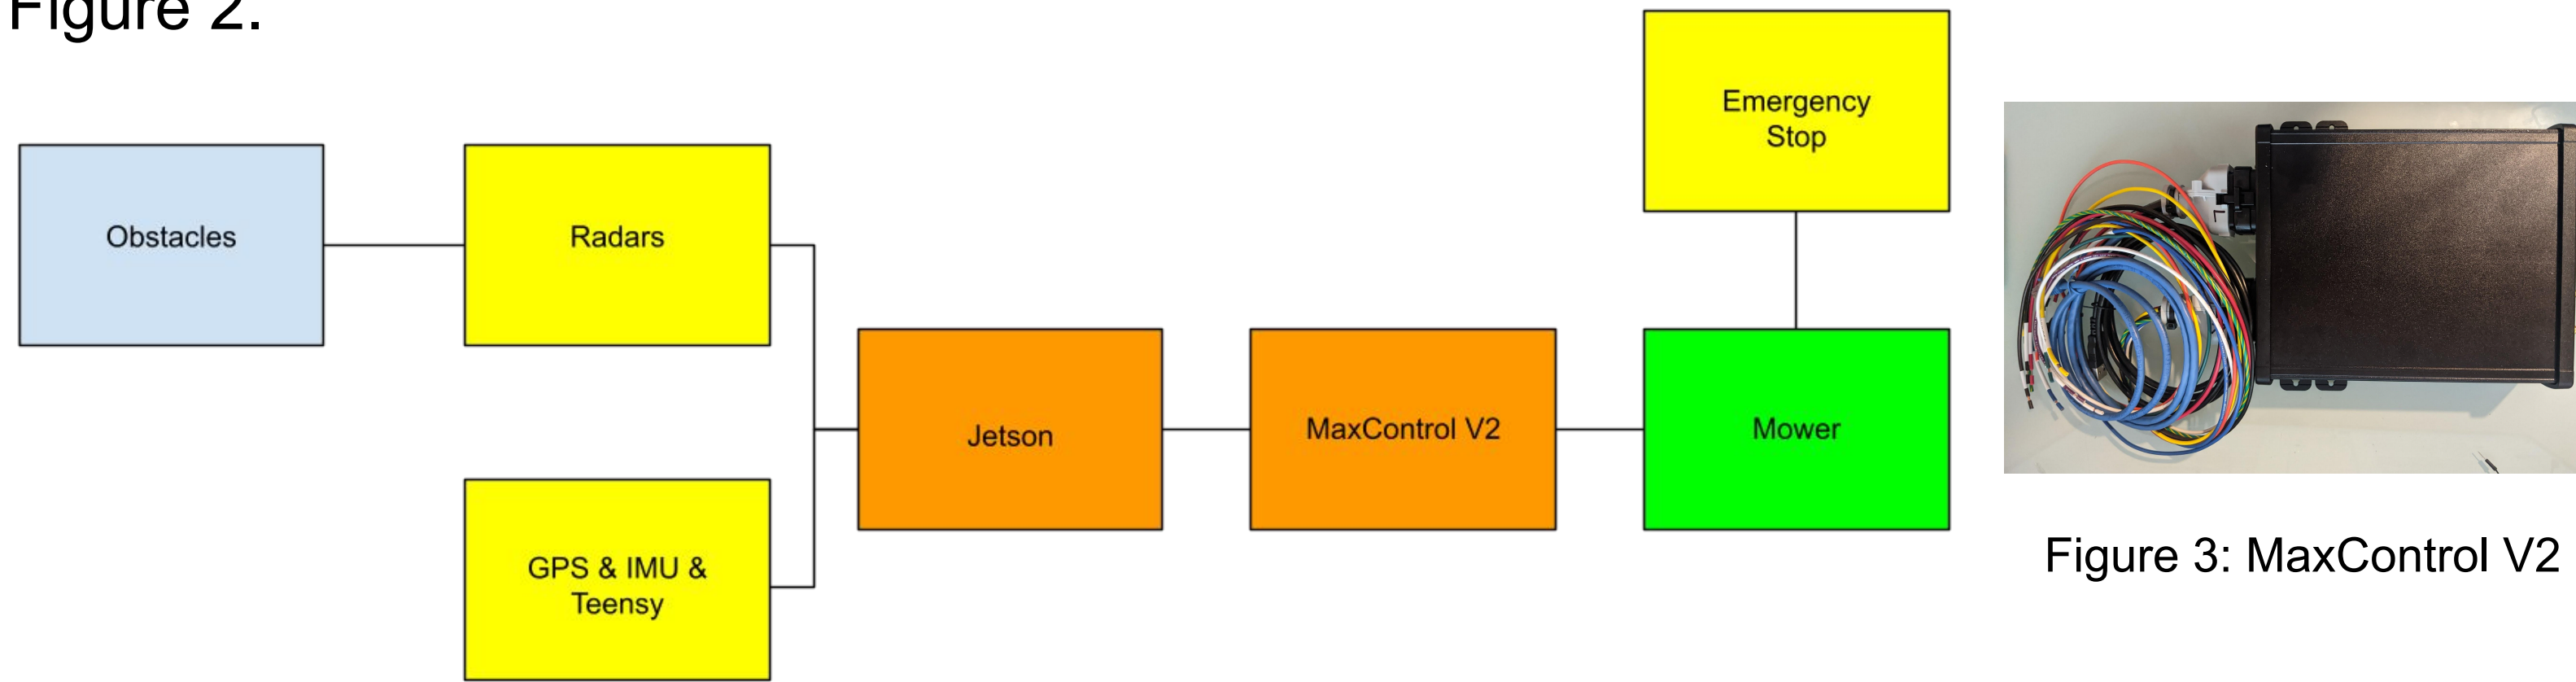 Figure 2.
Emergency
Stop
Obstacles
Radars
Jetson
MaxControl V2
Mower
GPS & IMU &
Teensy
Figure 3: MaxControl V2